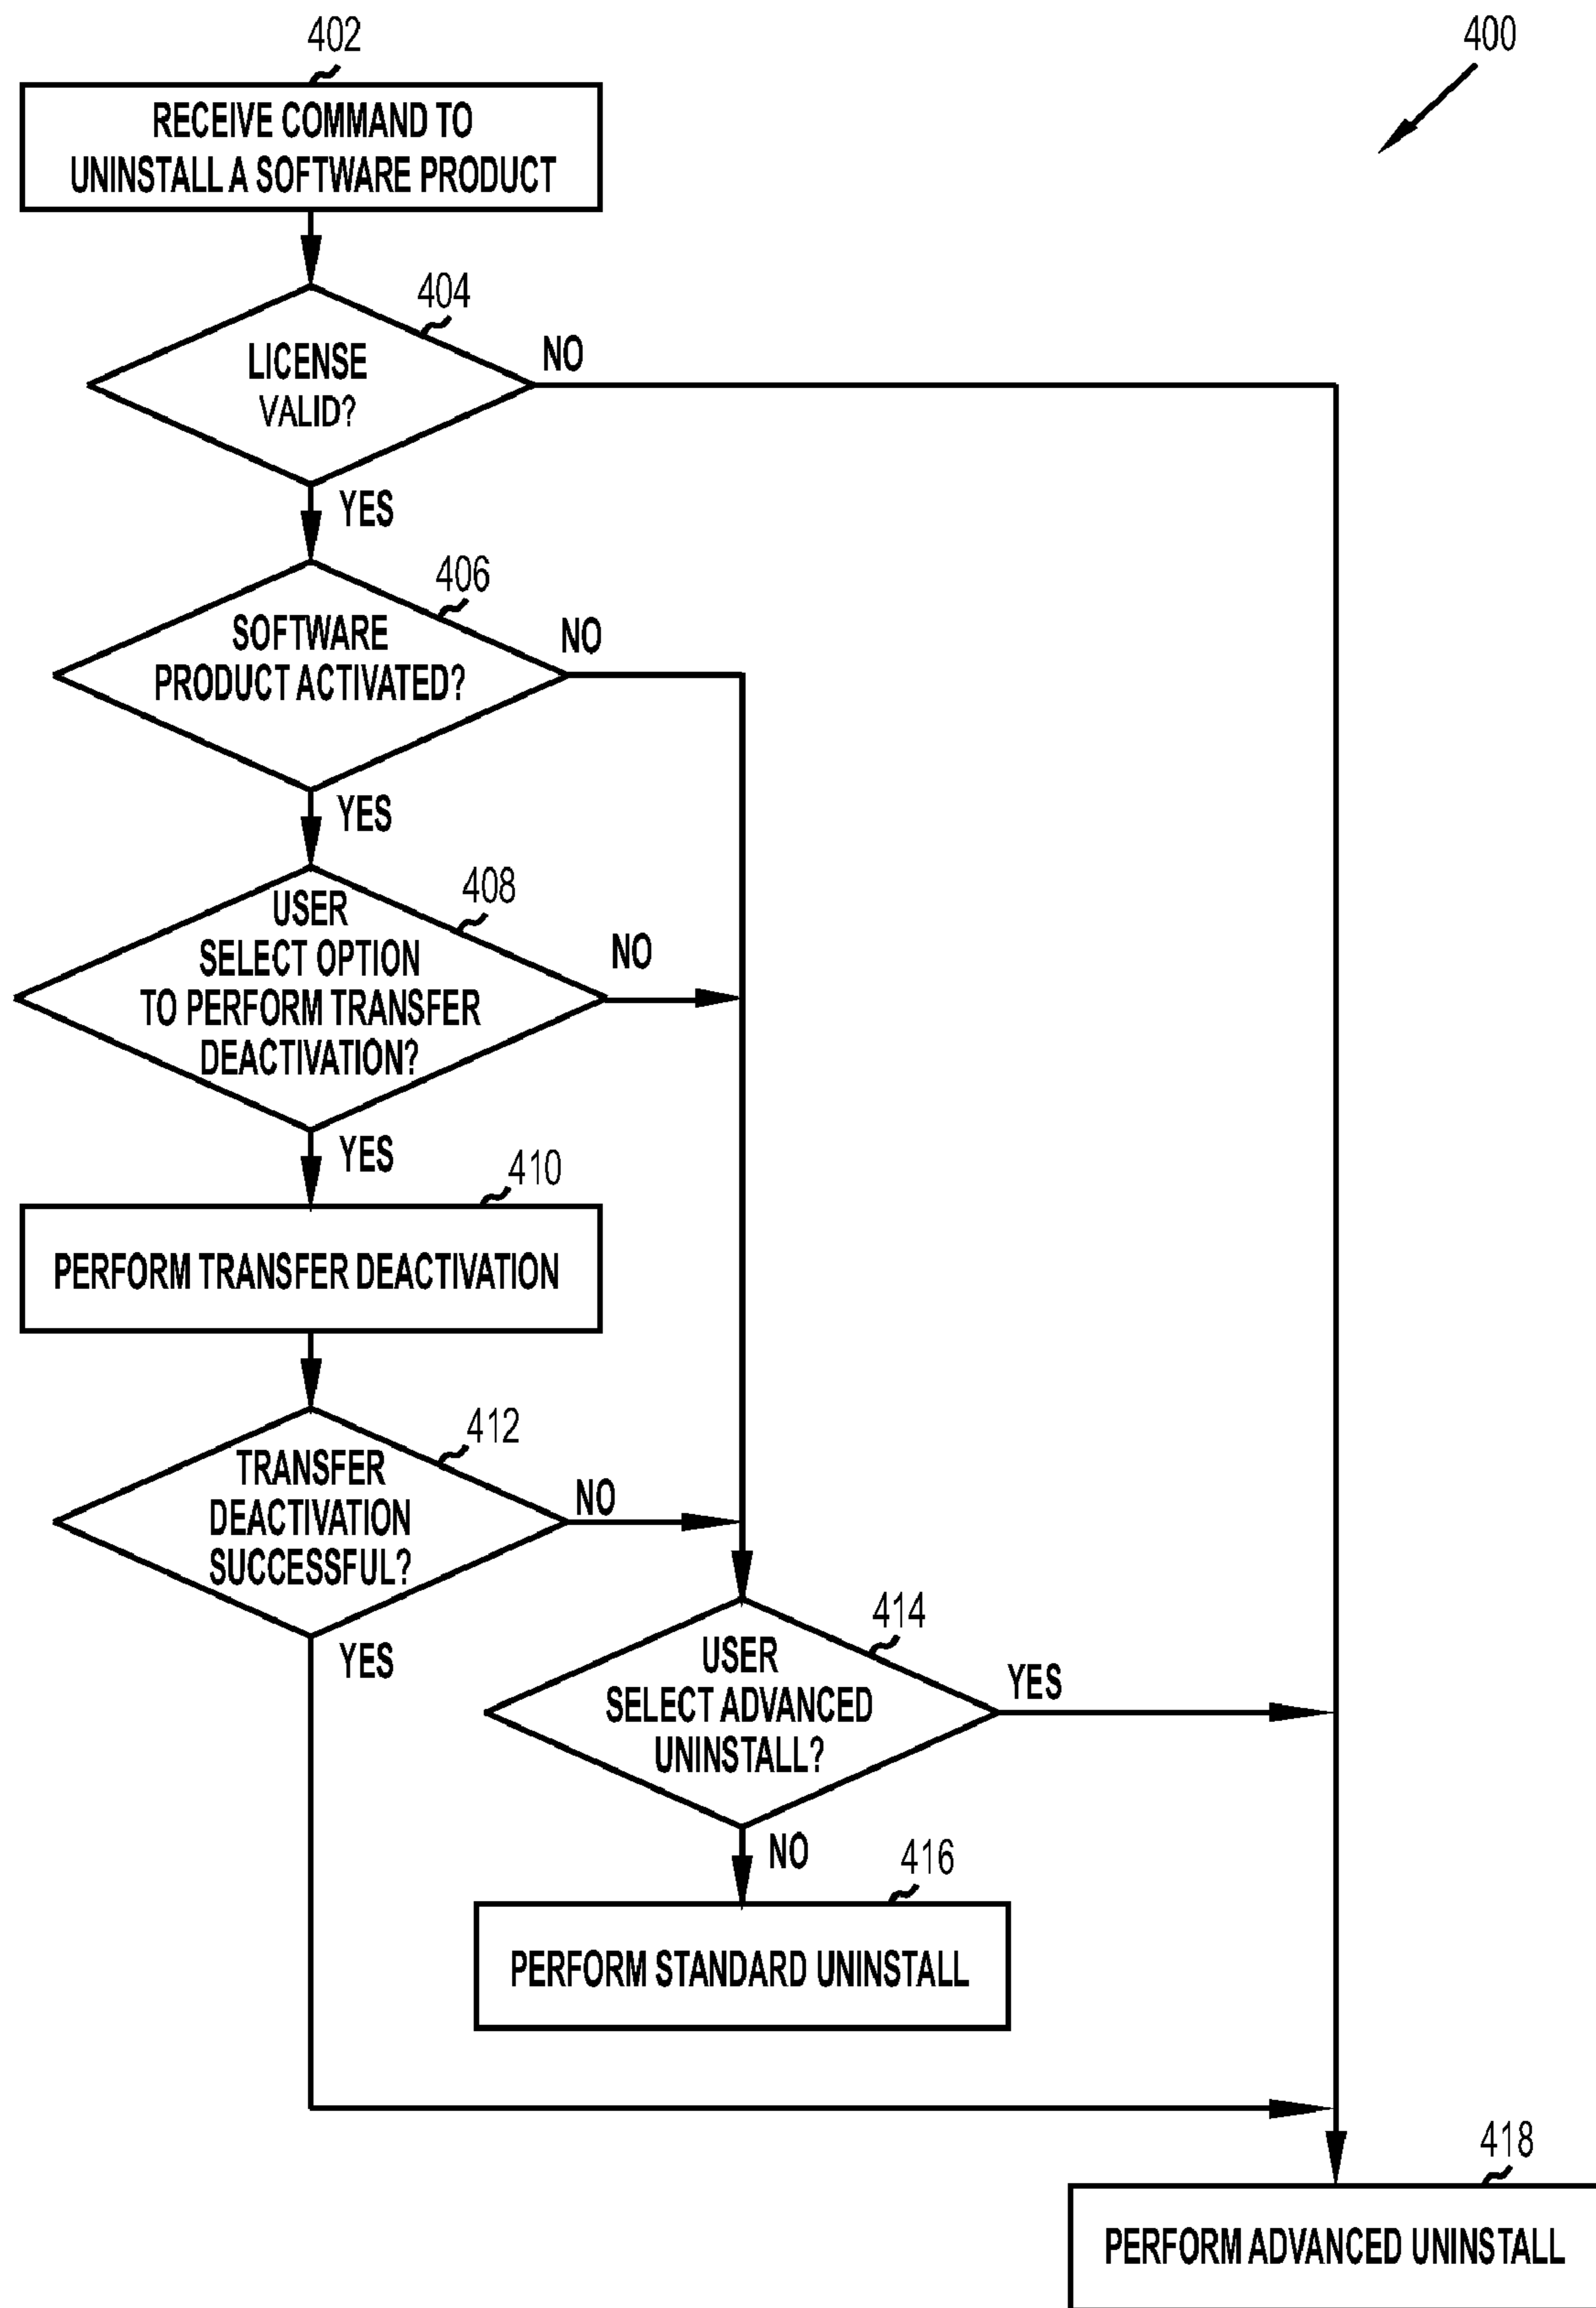 402
400
RECEIVE COMMAND TO
UNINSTALL A SOFTWARE PRODUCT
404
LICENSE
VALID?
NO
YES
406
SOFTWARE
PRODUCT ACTIVATED?
NO
YES
408
USER
SELECT OPTION
TO PERFORM TRANSFER
DEACTIVATION?
NO
YES
410
PERFORM TRANSFER DEACTIVATION
412
TRANSFER
DEACTIVATION
SUCCESSFUL?
NO
YES
414
USER
SELECT ADVANCED
UNINSTALL?
YES
NO
416
PERFORM STANDARD UNINSTALL
418
PERFORM ADVANCED UNINSTALL